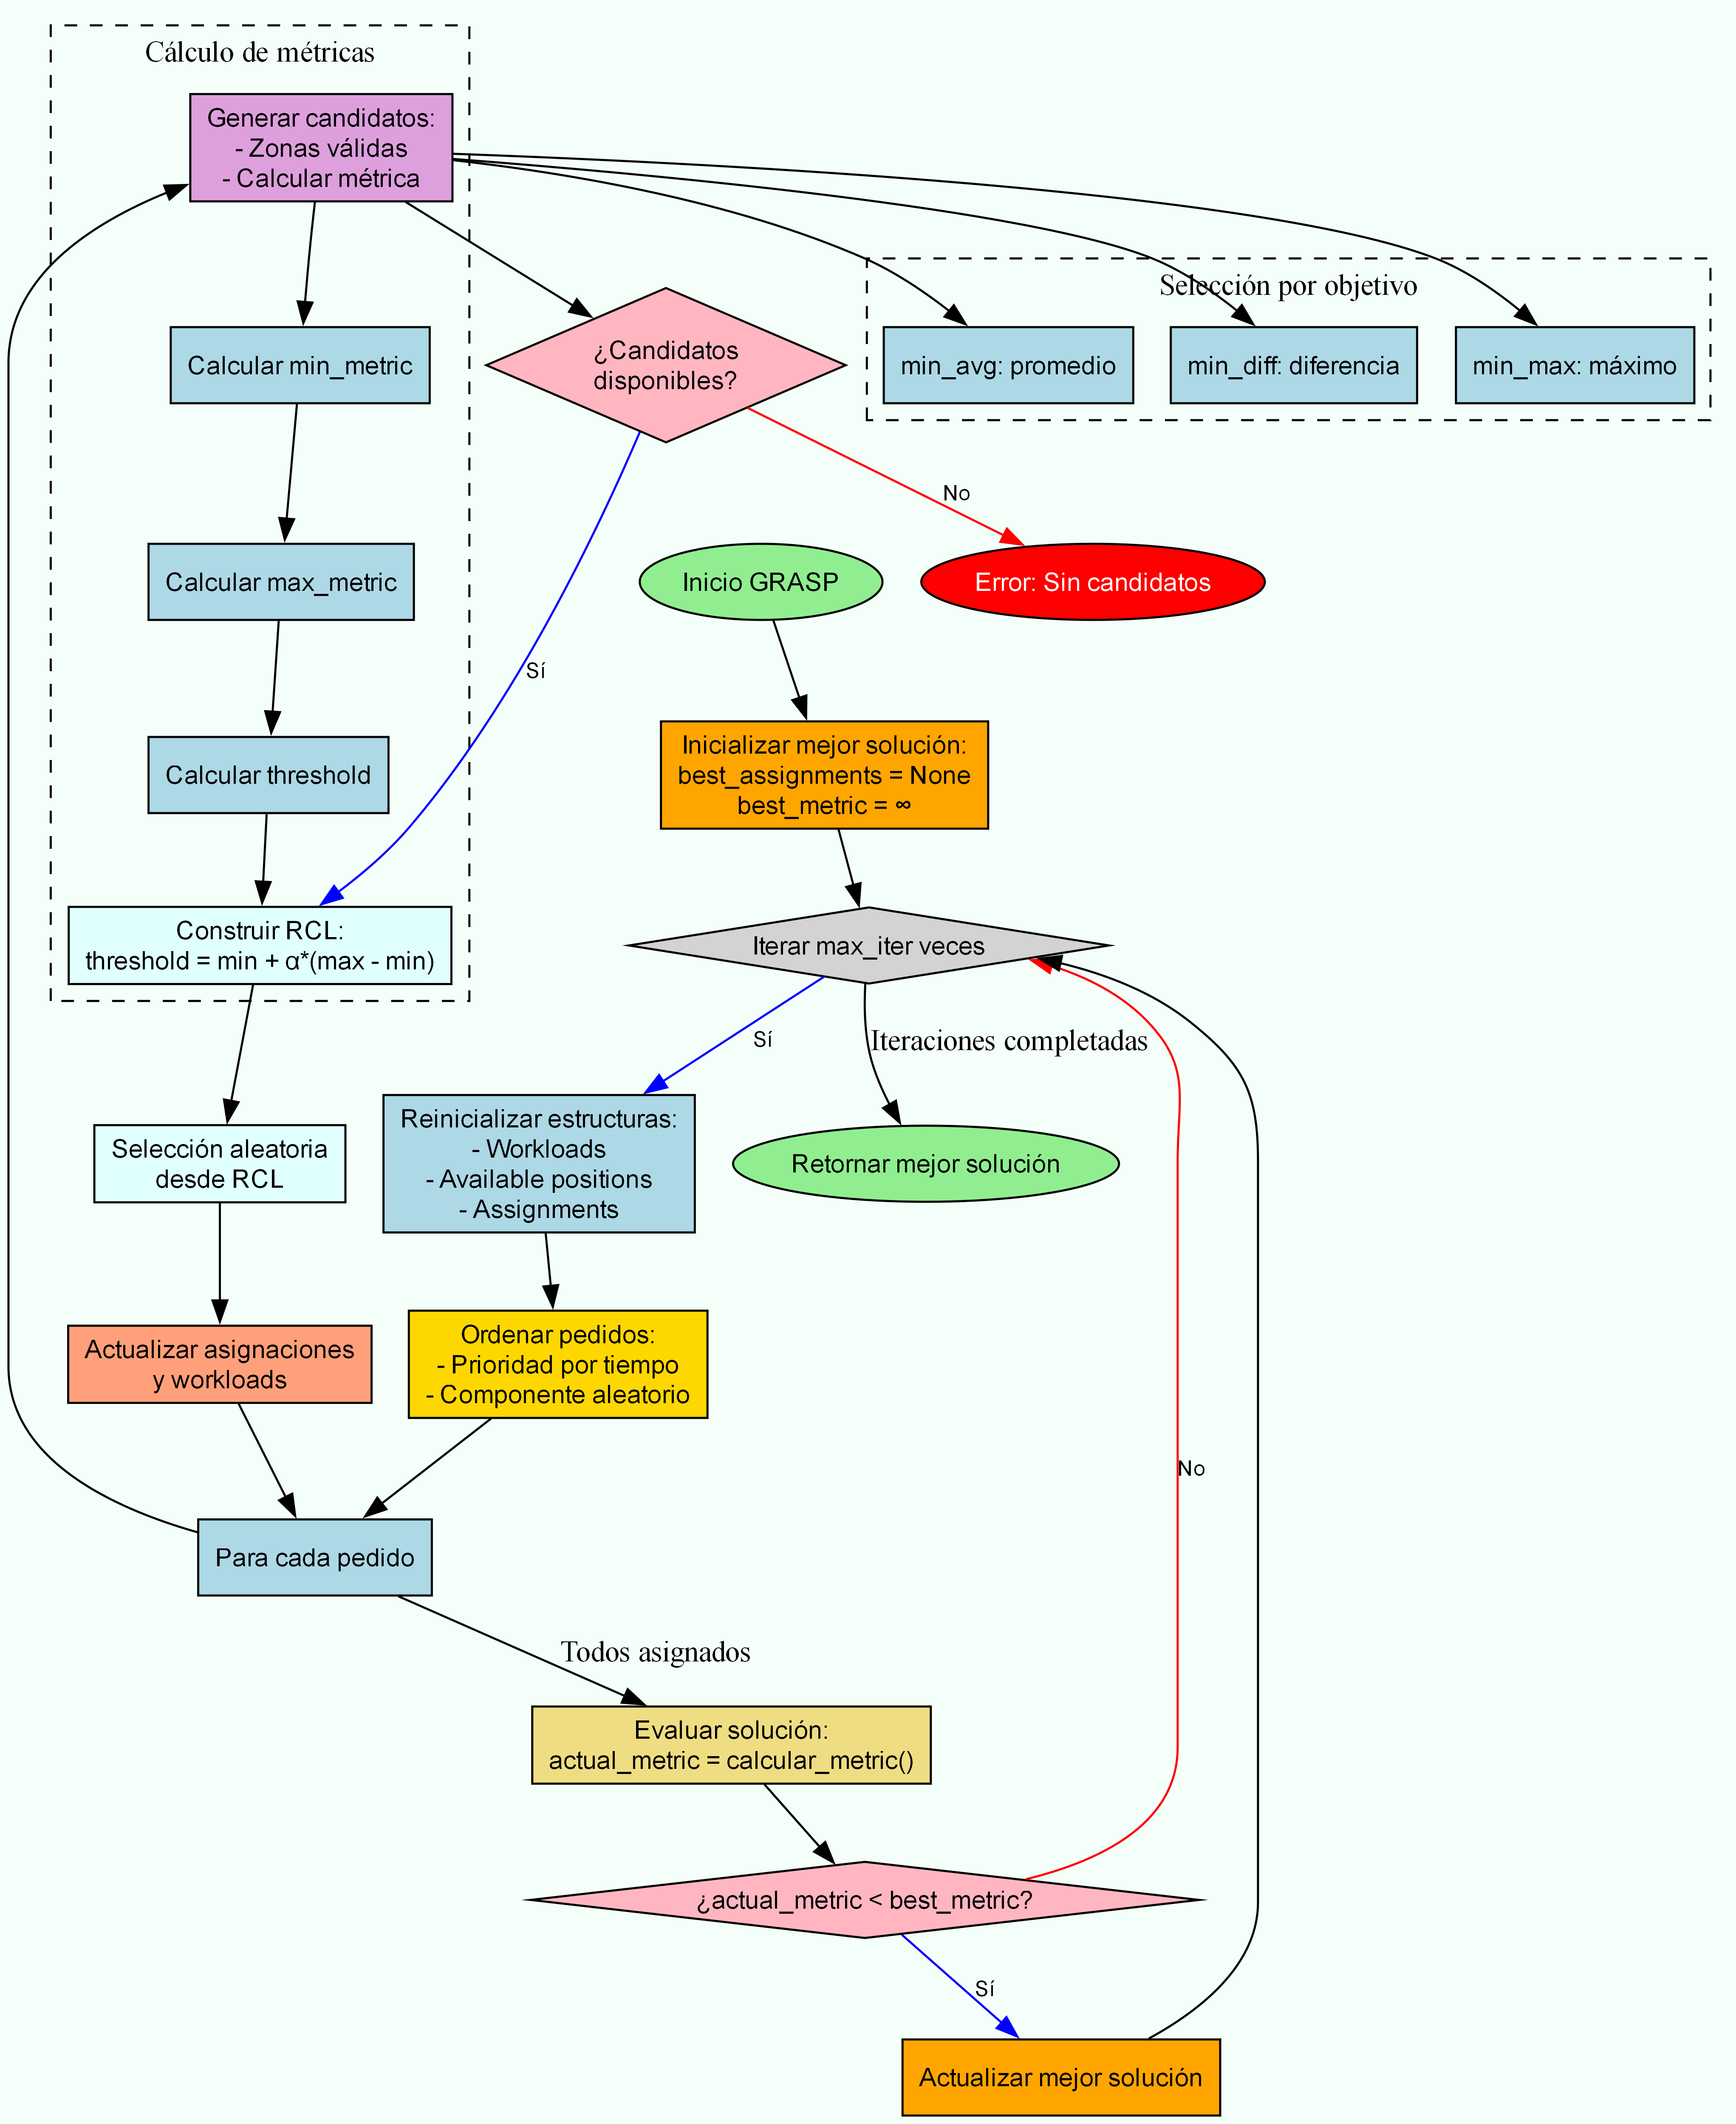 Cálculo de métricas
Generar candidatos:
- Zonas válidas
- Calcular métrica
Selección por objetivo
Calcular min_metric
¿Candidatos
disponibles?
min_avg: promedio
min_diff: diferencia
min_max: máximo
No
Calcular max_metric
Inicio GRASP
Error: Sin candidatos
Sí
Calcular threshold
Inicializar mejor solución:
best_assignments = None
best_metric = ∞
Construir RCL:
threshold = min + α*(max - min)
Iterar max_iter veces
Sí
Iteraciones completadas
Selección aleatoria
desde RCL
Reinicializar estructuras:
- Workloads
- Available positions
- Assignments
Retornar mejor solución
Actualizar asignaciones
y workloads
Ordenar pedidos:
- Prioridad por tiempo
- Componente aleatorio
No
Para cada pedido
Todos asignados
Evaluar solución:
actual_metric = calcular_metric()
¿actual_metric < best_metric?
Sí
Actualizar mejor solución